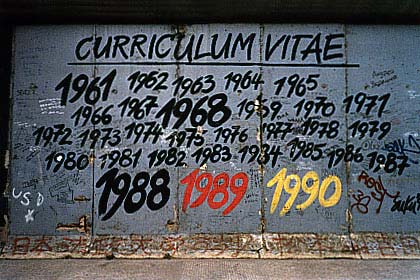 CURRICULUM VITAE
1961 1962 1963 1964 1965
1966 1967 1968 1969 1970 1971
1972 1973 1974 1975 1976 1977 1978 1979
1980 1981 1982 1983 1984 1985 1986 1987
1988 1989 1990
USD